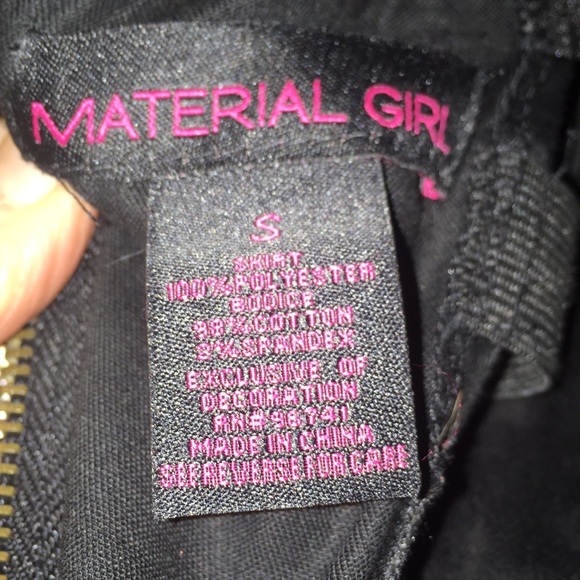 MATERIAL GIRL
S
SKIRT
100% POLYESTER
BODICE
98% COTTON
2% SPANDEX
EXCLUSIVE OF
DECORATION
RN# 96741
MADE IN CHINA
SEE REVERSE FOR CARE